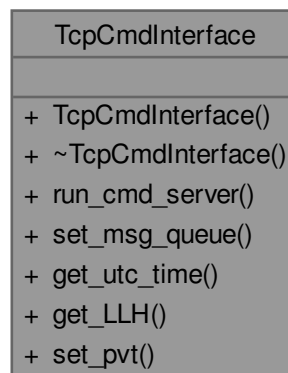 TcpCmdInterface
+ TcpCmdInterface()
+ ~TcpCmdInterface()
+ run_cmd_server()
+ set_msg_queue()
+ get_utc_time()
+ get_LLH()
+ set_pvt()